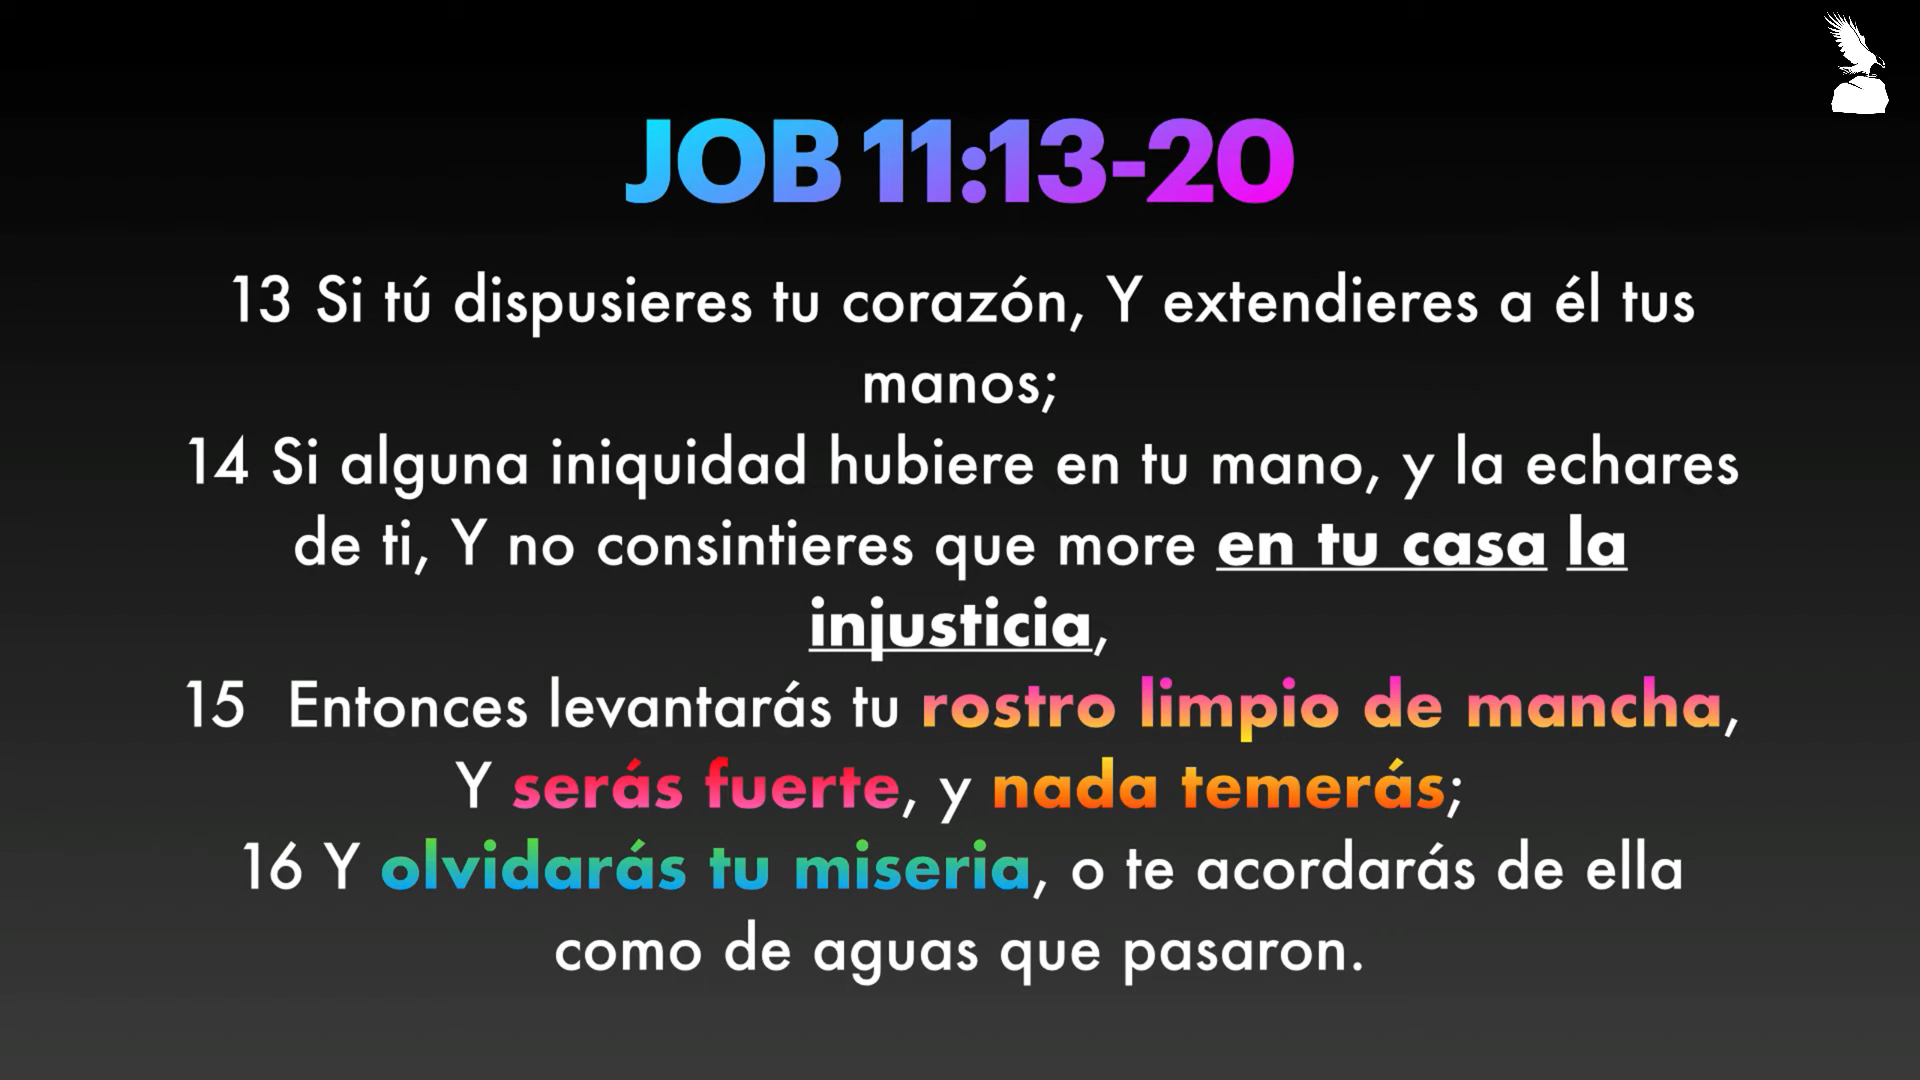 JOB 11:13-20
13 Si tú dispusieres tu corazón, Y extendieres a él tus
manos;
14 Si alguna iniquidad hubiere en tu mano, y la echares
de ti, Y no consintieres que more en tu casa la
injusticia,
15  Entonces levantarás tu rostro limpio de mancha,
Y serás fuerte, y nada temerás;
16 Y olvidarás tu miseria, o te acordarás de ella
como de aguas que pasaron.